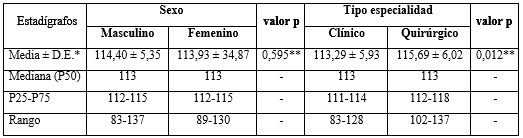 Estadígrafos Sexo valor p Tipo especialidad valor p
Masculino Femenino Clínico Quirúrgico
Media ± D.E.* 114,40 ± 5,35 113,93 ± 34,87 0,595** 113,29 ± 5,93 115,69 ± 6,02 0,012**
Mediana (P50) 113 113 - 113 113 -
P25-P75 112-115 112-115 - 111-114 112-118 -
Rango 83-137 89-130 - 83-128 102-137 -